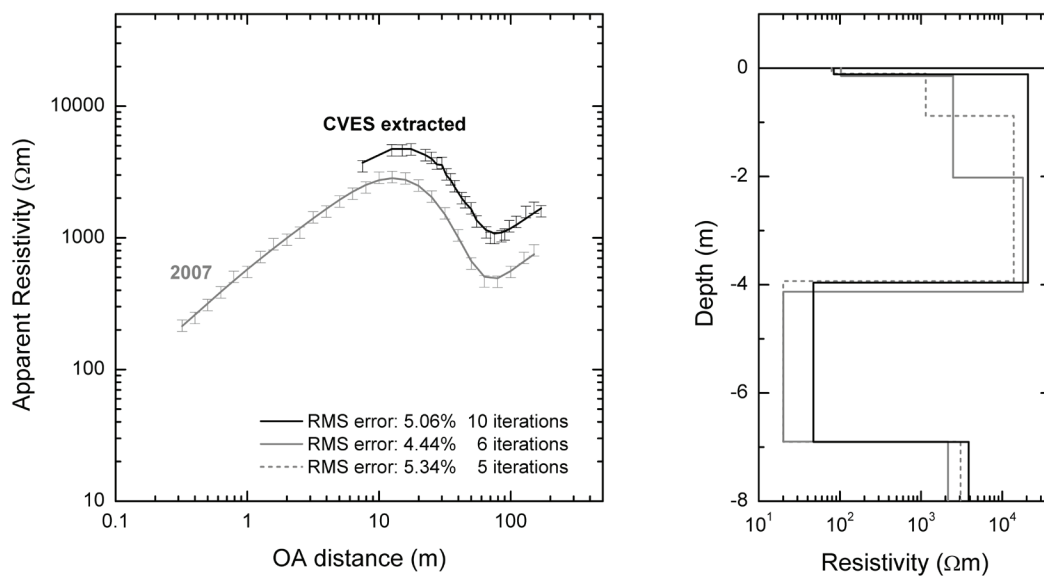 Apparent Resistivity (Ωm)
10000
1000
100
10
CVES extracted
2007
RMS error: 5.06% 10 iterations
RMS error: 4.44% 6 iterations
RMS error: 5.34% 5 iterations
0.1
1
10
100
OA distance (m)
Depth (m)
0
-2
-4
-6
-8
10¹
10²
10³
10⁴
Resistivity (Ωm)